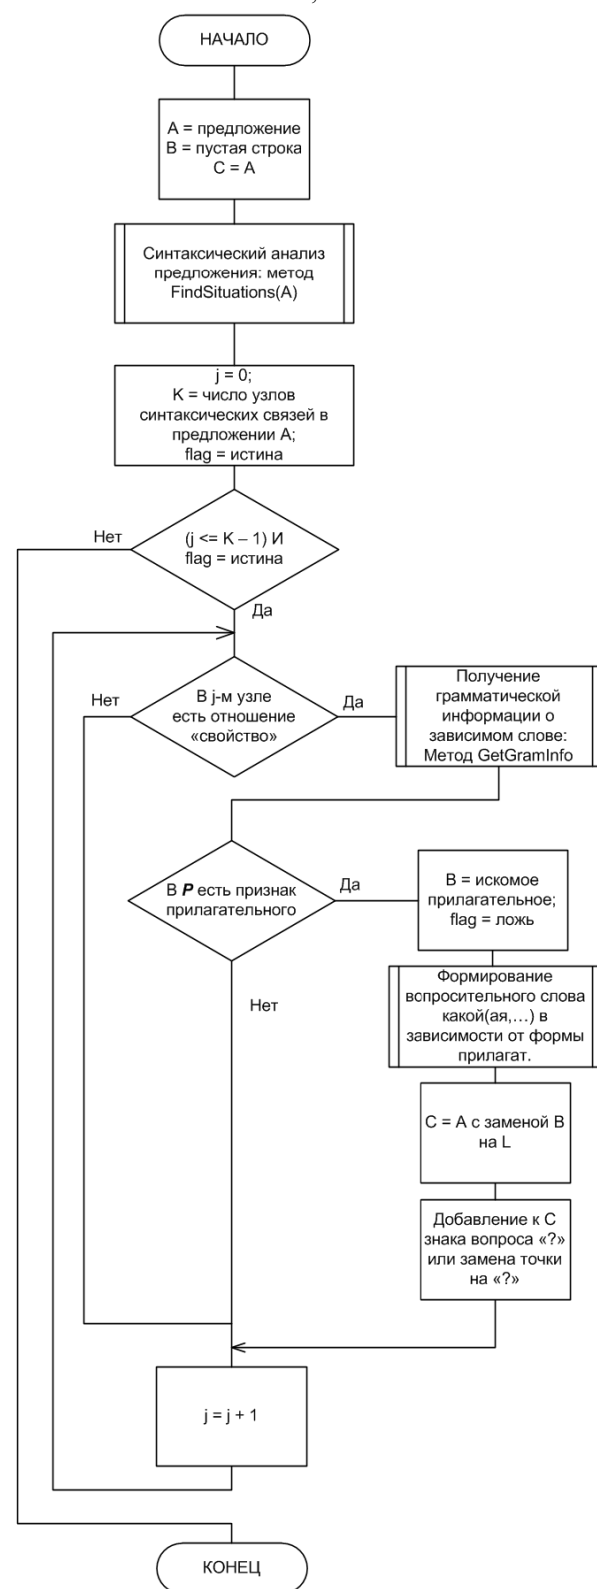 НАЧАЛО
A = предложение
B = пустая строка
C = A
Синтаксический анализ
предложения: метод
FindSituations(A)
j = 0;
K = число узлов
синтаксических связей в
предложении A;
flag = истина
Нет
(j <= K – 1) И
flag = истина
Да
Нет
В j-м узле
есть отношение
«свойство»
Да
Получение
грамматической
информации о
зависимом слове:
Метод GetGramInfo
В P есть признак
прилагательного
Да
Нет
B = искомое
прилагательное;
flag = ложь
Формирование
вопросительного слова
какой(ая,…) в
зависимости от формы
прилагат.
C = A с заменой B
на L
Добавление к C
знака вопроса «?»
или замена точки
на «?»
j = j + 1
КОНЕЦ